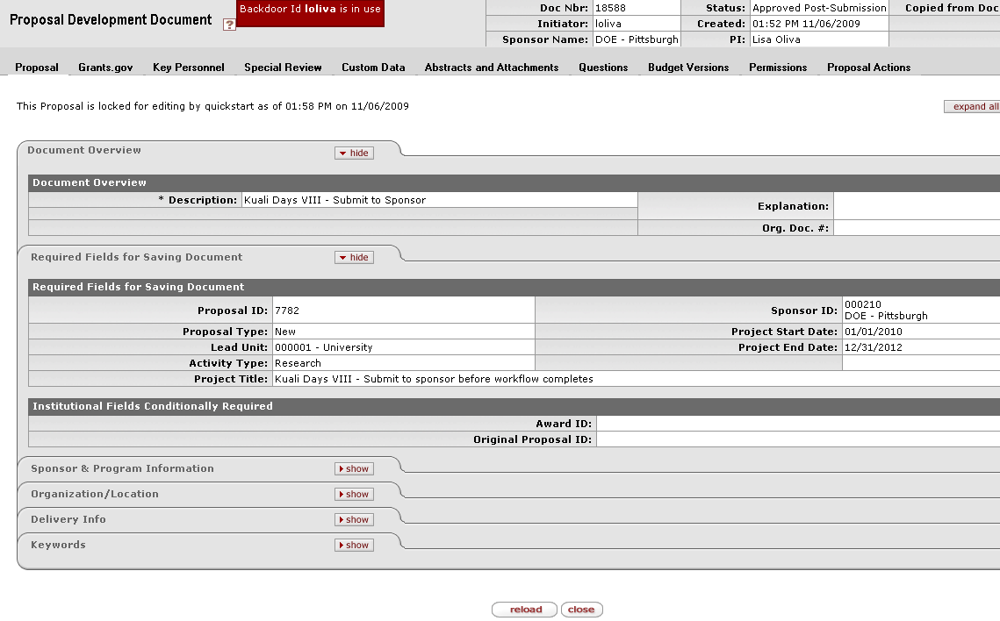 Proposal Development Document
?
Backdoor Id loliva is in use
Doc Nbr: 18588 Status: Approved Post-Submission Copied from Doc
Initiator: loliva Created: 01:52 PM 11/06/2009
Sponsor Name: DOE - Pittsburgh PI: Lisa Oliva
Proposal Grants.gov Key Personnel Special Review Custom Data Abstracts and Attachments Questions Budget Versions Permissions Proposal Actions
This Proposal is locked for editing by quickstart as of 01:58 PM on 11/06/2009
expand all
Document Overview hide
Document Overview
* Description: Kuali Days VIII - Submit to Sponsor
Explanation:
Org. Doc. #:
Required Fields for Saving Document hide
Required Fields for Saving Document
Proposal ID: 7782 Sponsor ID: 000210
DOE - Pittsburgh
Proposal Type: New Project Start Date: 01/01/2010
Lead Unit: 000001 - University Project End Date: 12/31/2012
Activity Type: Research
Project Title: Kuali Days VIII - Submit to sponsor before workflow completes
Institutional Fields Conditionally Required
Award ID:
Original Proposal ID:
Sponsor & Program Information show
Organization/Location show
Delivery Info show
Keywords show
reload close